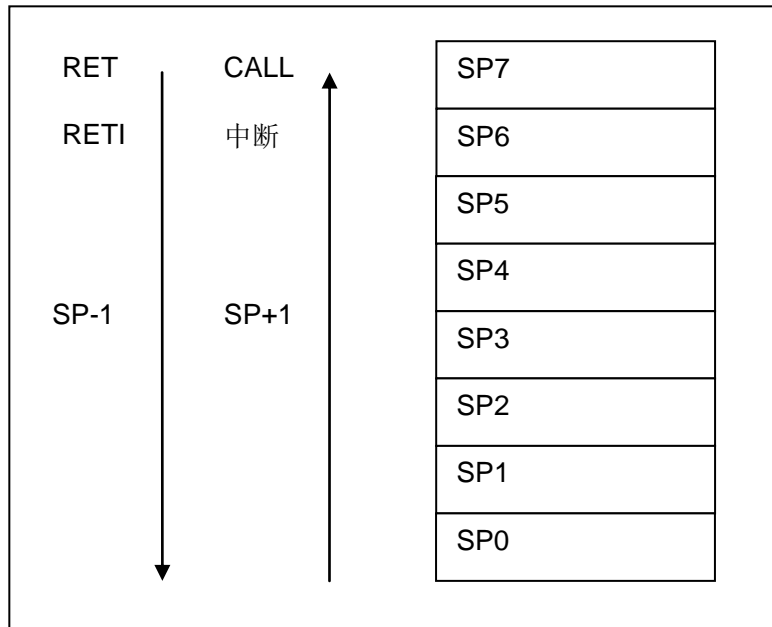 RET CALL SP7
RETI 中断 SP6
SP5
SP4
SP-1 SP+1 SP3
SP2
SP1
SP0